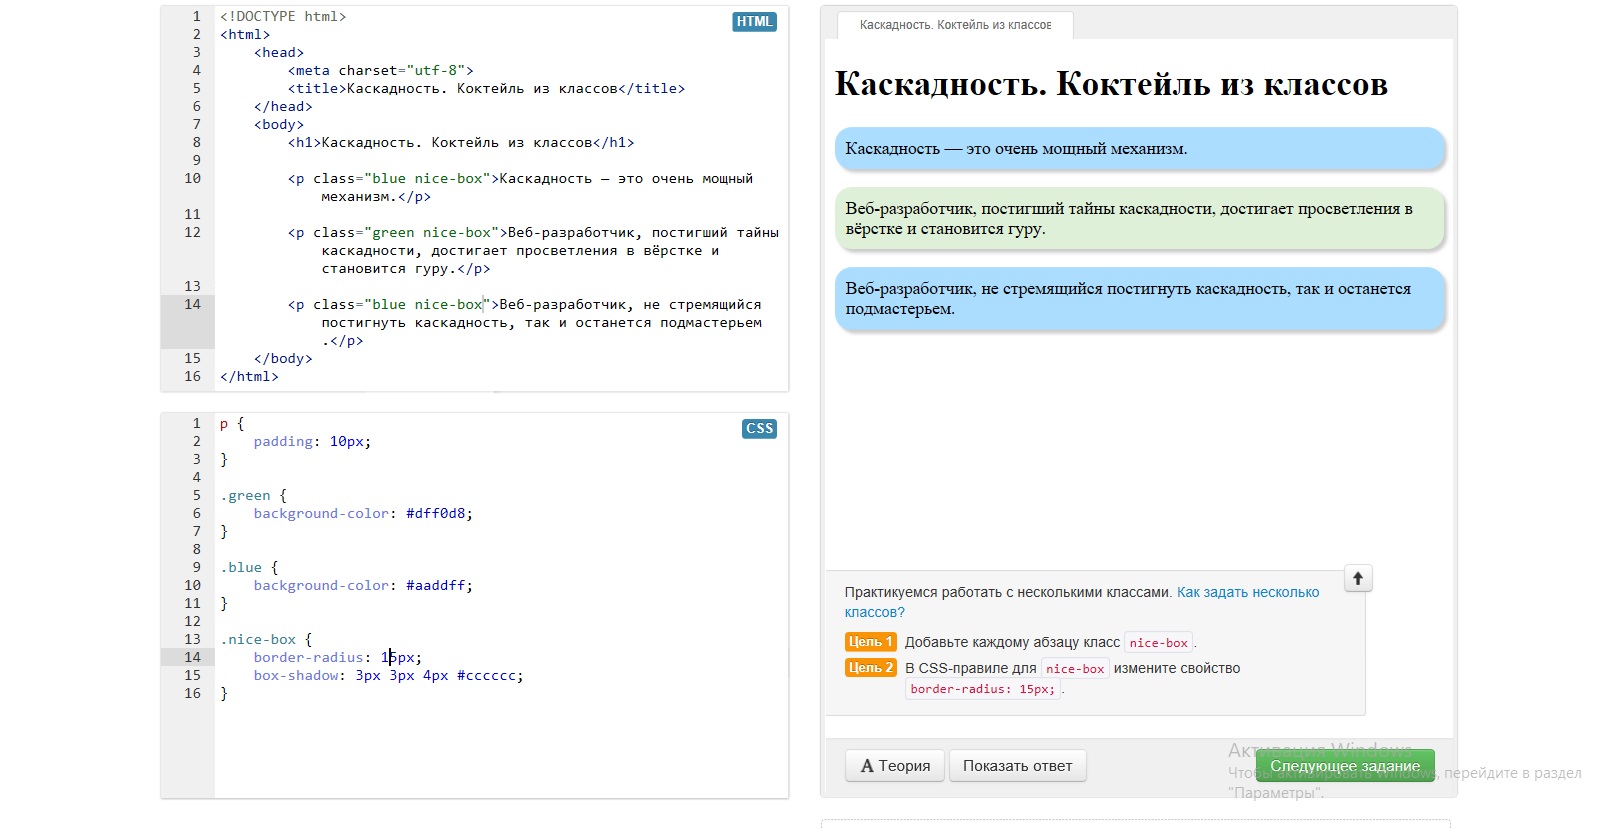 1 <!DOCTYPE html>
HTML
2 <html>
3 <head>
4 <meta charset="utf-8">
5 <title>Каскадность. Коктейль из классов</title>
6 </head>
7 <body>
8 <h1>Каскадность. Коктейль из классов</h1>
9
10 <p class="blue nice-box">Каскадность — это очень мощный
механизм.</p>
11
12 <p class="green nice-box">Веб-разработчик, постигший тайны
каскадности, достигает просветления в вёрстке и
становится гуру.</p>
13
14 <p class="blue nice-box">Веб-разработчик, не стремящийся
постигнуть каскадность, так и останется подмастерьем
.</p>
15 </body>
16 </html>
1 p {
CSS
2 padding: 10px;
3 }
4
5 .green {
6 background-color: #dff0d8;
7 }
8
9 .blue {
10 background-color: #aaddff;
11 }
12
13 .nice-box {
14 border-radius: 15px;
15 box-shadow: 3px 3px 4px #cccccc;
16 }
Каскадность. Коктейль из классов
Каскадность. Коктейль из классов
Каскадность — это очень мощный механизм.
Веб-разработчик, постигший тайны каскадности, достигает просветления в
вёрстке и становится гуру.
Веб-разработчик, не стремящийся постигнуть каскадность, так и останется
подмастерьем.
Практикуемся работать с несколькими классами. Как задать несколько
классов?
Цель 1 Добавьте каждому абзацу класс nice-box.
Цель 2 В CSS-правиле для nice-box измените свойство
border-radius: 15px;.
A Теория
Показать ответ
Следующее задание
Активация Windows
Чтобы активировать Windows, перейдите в раздел
"Параметры".